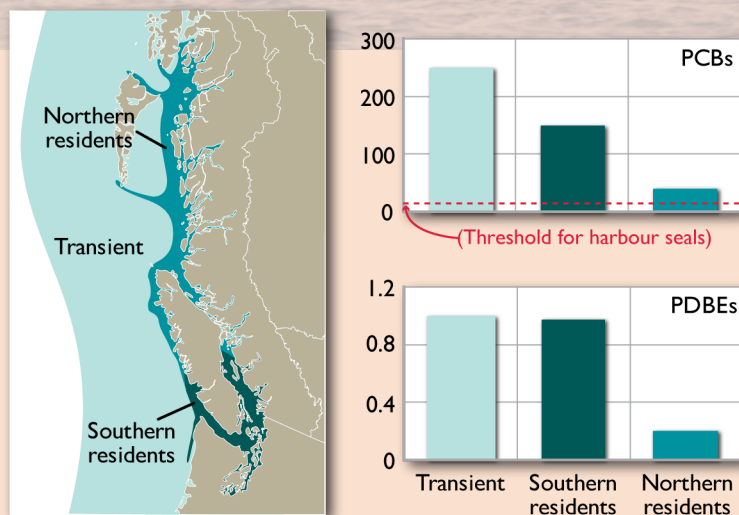 Northern
residents
Transient
Southern
residents
300
200
100
0
PCBs
(Threshold for harbour seals)
1.2
0.8
0.4
0
PDBEs
Transient
Southern
residents
Northern
residents